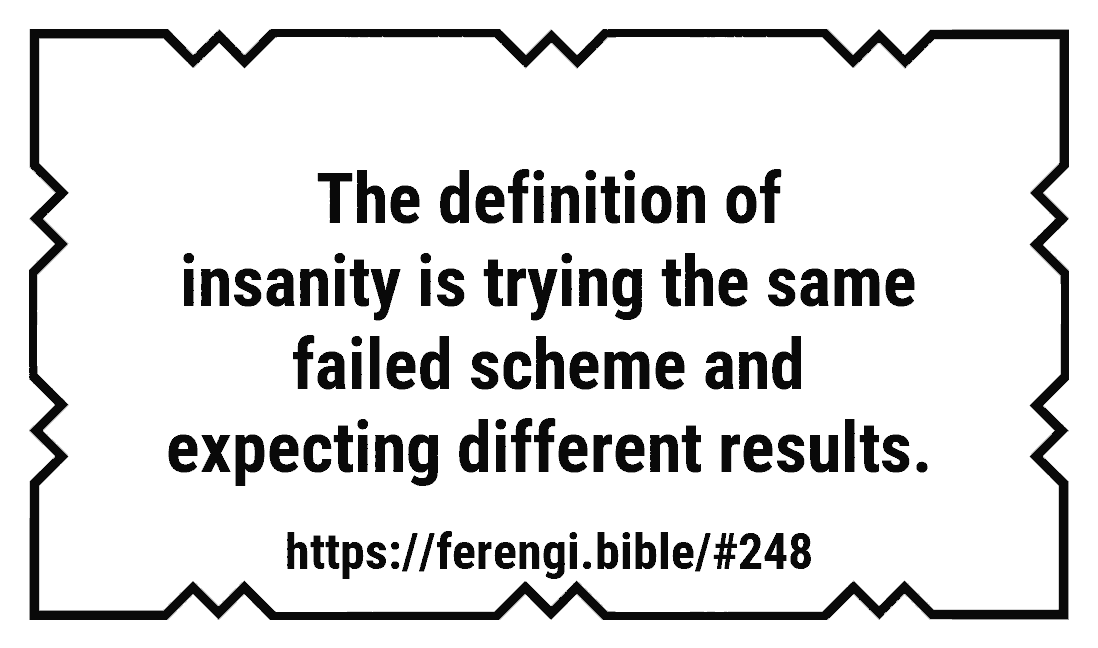 The definition of
insanity is trying the same
failed scheme and
expecting different results.
https://ferengi.bible/#248